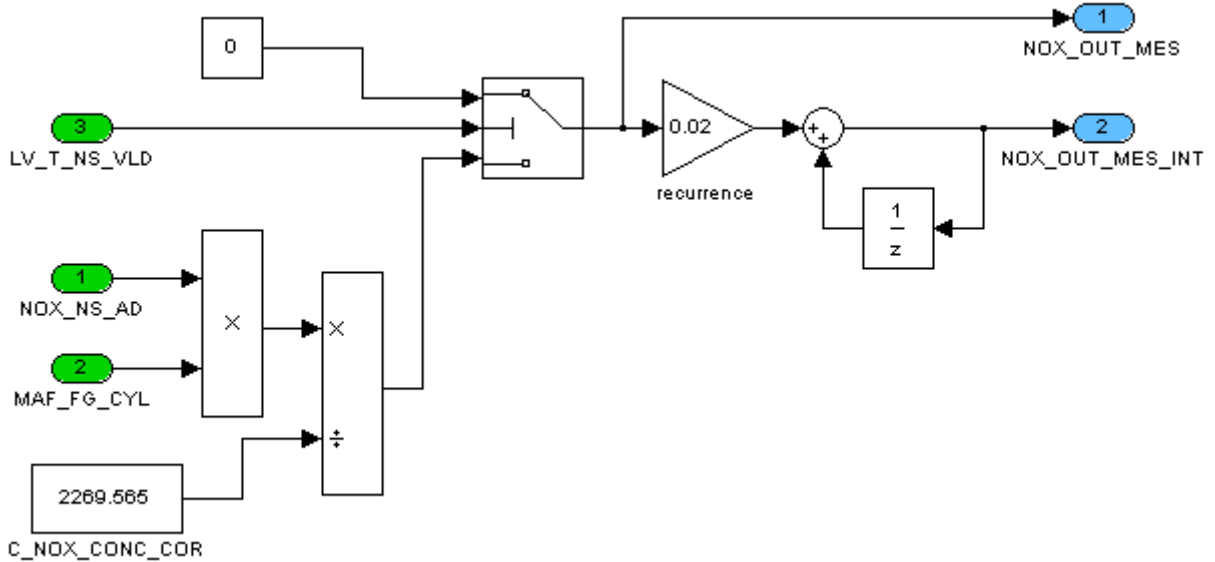 1
NOX_OUT_MES
0
3
LV_T_NS_VLD
0.02
recurrence
+
+
2
NOX_OUT_MES_INT
1
z
1
NOX_NS_AD
×
×
2
MAF_FG_CYL
÷
2269.565
C_NOX_CONC_COR